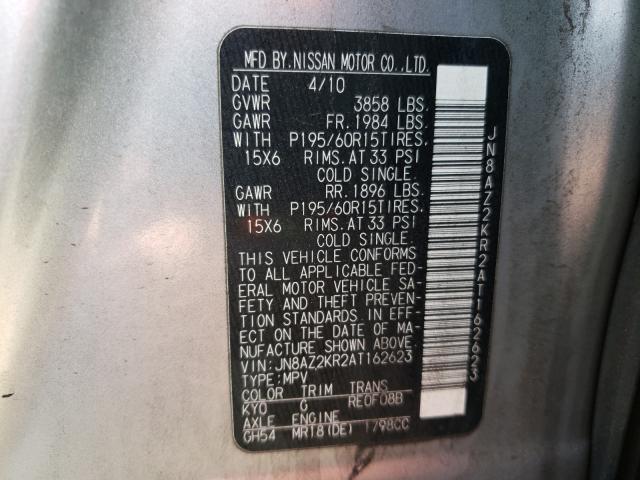 MFD BY. NISSAN MOTOR CO.,LTD.
DATE 4/10
GVWR 3858 LBS.
GAWR FR. 1984 LBS.
WITH P195/60R15TIRES.
15X6 RIMS. AT 33 PSI
COLD SINGLE.
GAWR RR. 1896 LBS.
WITH P195/60R15TIRES.
15X6 RIMS. AT 33 PSI
COLD SINGLE.
THIS VEHICLE CONFORMS
TO ALL APPLICABLE FED-
ERAL MOTOR VEHICLE SA-
FETY AND THEFT PREVEN-
TION STANDARDS IN EFF-
ECT ON THE DATE OF MA-
NUFACTURE SHOWN ABOVE.
VIN: JN8AZ2KR2AT162623
TYPE: MPV
COLOR TRIM TRANS
KY0 G RE0F08B
AXLE ENGINE
GH54 MR18(DE) 1798CC
JN8AZ2KR2AT162623